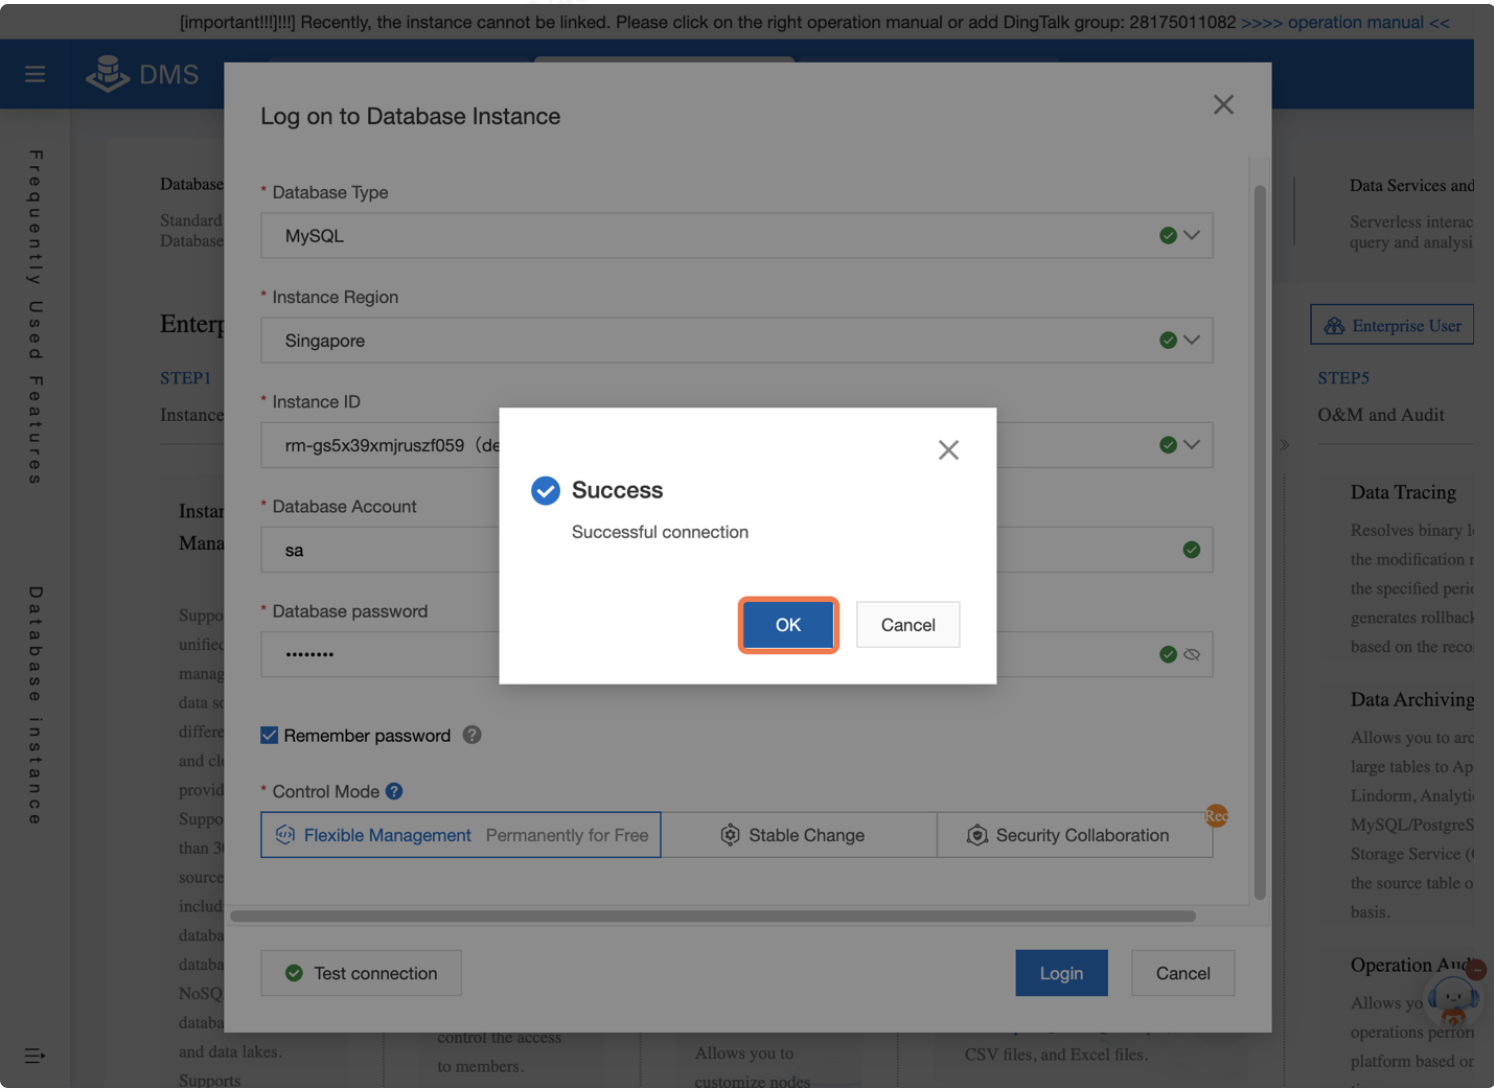 [important!!!]!!!] Recently, the instance cannot be linked. Please click on the right operation manual or add DingTalk group: 28175011082 >>>> operation manual <<
DMS
Frequently Used Features
Database instance
Log on to Database Instance
* Database Type
MySQL
* Instance Region
Singapore
* Instance ID
rm-gs5x39xmjruszf059（de
* Database Account
sa
* Database password
••••••••
Remember password
* Control Mode
Flexible Management Permanently for Free
Stable Change
Security Collaboration
Rec
Test connection
Login
Cancel
Success
Successful connection
OK
Cancel
Database
Standard
Database
Enterp
STEP1
Instance
Instan
Mana
Suppo
unified
manag
data so
differe
and clo
provid
Suppo
than 3
source
includ
databa
databa
NoSQ
databa
and data lakes.
Supports
control the access
to members.
Allows you to
customize nodes
CSV files, and Excel files.
Data Services and
Serverless interac
query and analysi
Enterprise User
STEP5
O&M and Audit
Data Tracing
Resolves binary l
the modification r
the specified peri
generates rollback
based on the reco
Data Archiving
Allows you to arc
large tables to Ap
Lindorm, Analyti
MySQL/PostgreS
Storage Service (
the source table o
basis.
Operation Aud
Allows yo
operations perform
platform based on